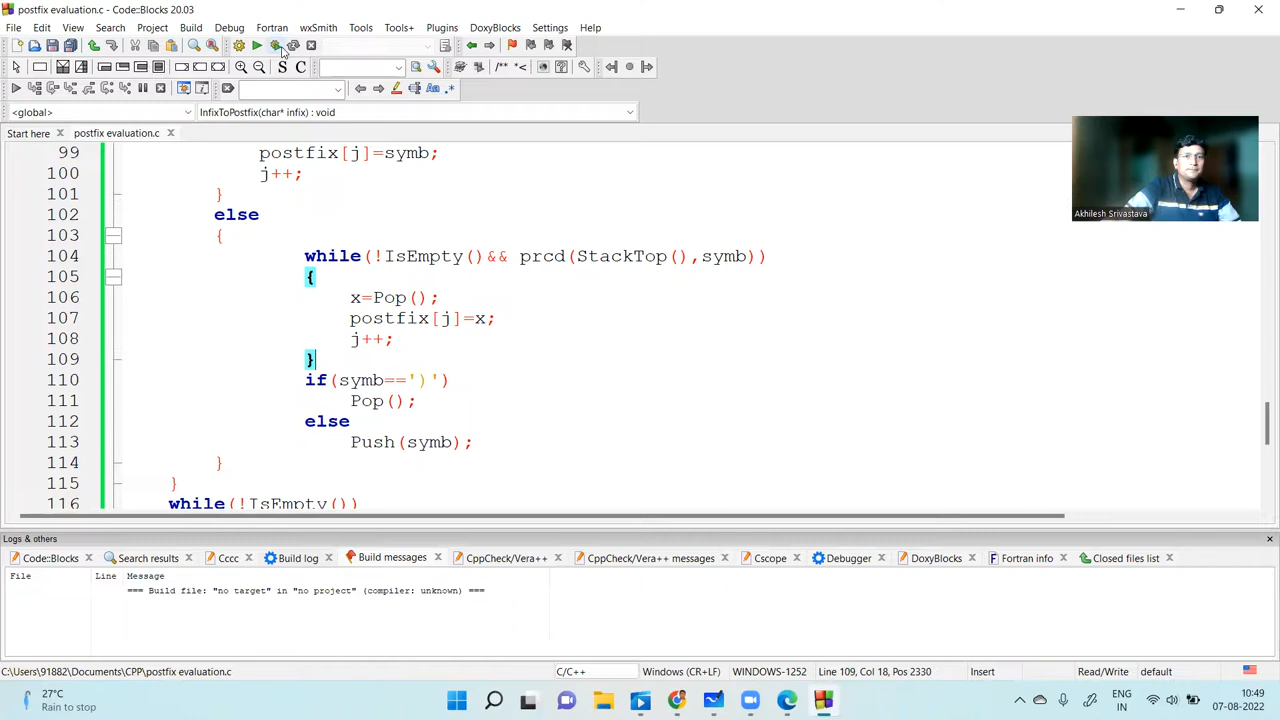 postfix evaluation.c - Code::Blocks 20.03
File Edit View Search Project Build Debug Fortran wxSmith Tools Tools+ Plugins DoxyBlocks Settings Help
S C /** *<
Aa .*
<global> InfixToPostfix(char* infix) : void
Start here postfix evaluation.c
99 postfix[j]=symb;
100 j++;
101 }
102 else
103 {
104 while(!IsEmpty()&& prcd(StackTop(),symb))
105 {
106 x=Pop();
107 postfix[j]=x;
108 j++;
109 }
110 if(symb==')')
111 Pop();
112 else
113 Push(symb);
114 }
115 }
116 while(!IsEmpty())
Akhilesh Srivastava
Logs & others
Code::Blocks Search results Cccc Build log Build messages CppCheck/Vera++ CppCheck/Vera++ messages Cscope Debugger DoxyBlocks Fortran info Closed files list
File Line Message
=== Build file: "no target" in "no project" (compiler: unknown) ===
C:\Users\91882\Documents\CPP\postfix evaluation.c C/C++ Windows (CR+LF) WINDOWS-1252 Line 109, Col 18, Pos 2330 Insert Read/Write default
27°C
Rain to stop
ENG
IN
10:49
07-08-2022